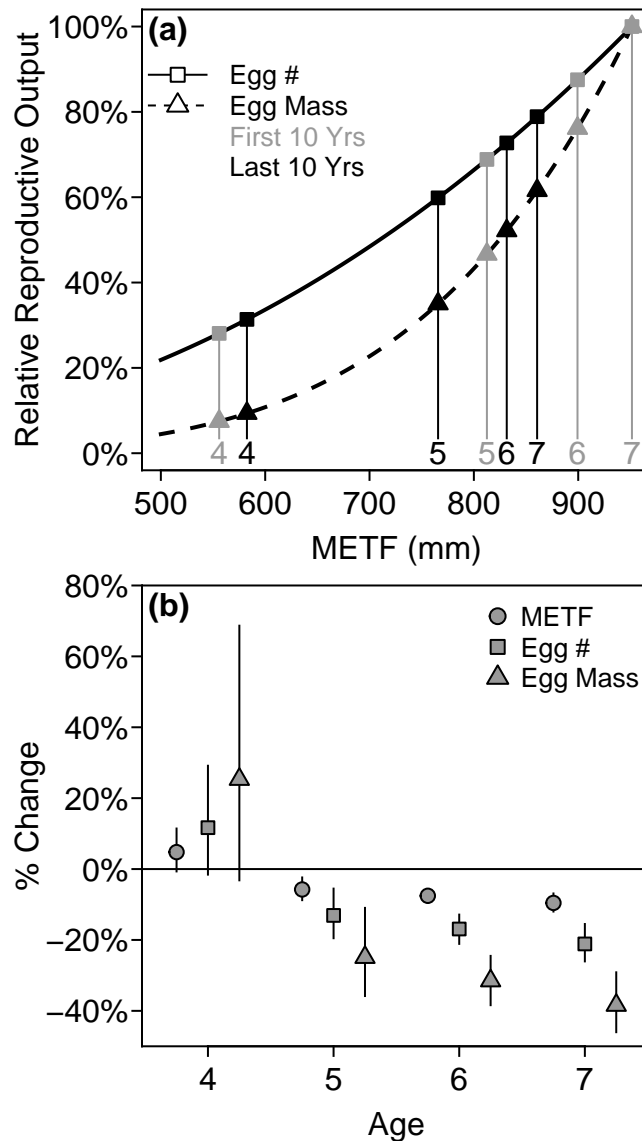 (a)
Egg #
Egg Mass
First 10 Yrs
Last 10 Yrs
Relative Reproductive Output
100%
80%
60%
40%
20%
0%
4 4 5 5 6 7 6 7
500 600 700 800 900
METF (mm)
(b)
METF
Egg #
Egg Mass
% Change
80%
60%
40%
20%
0%
−20%
−40%
4 5 6 7
Age